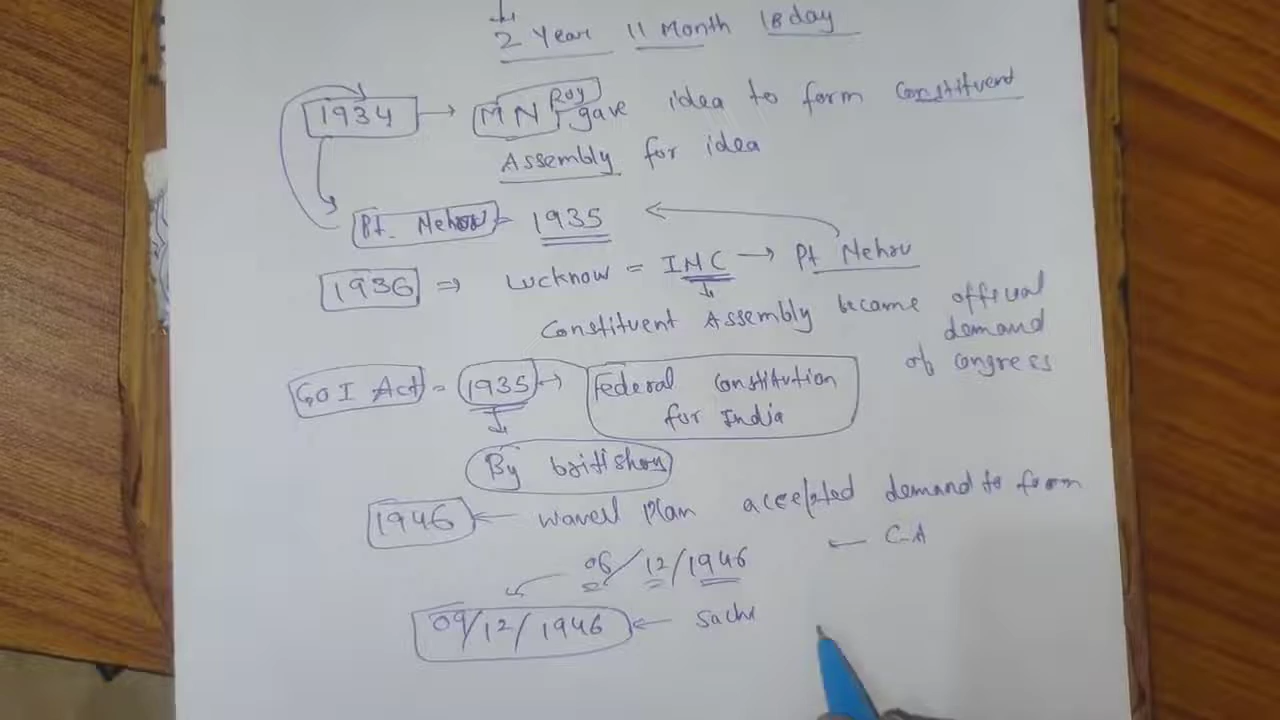 2 Year 11 Month 18 day
1934 → MN Roy gave idea to form Constituent
Assembly for idea
Pt. Nehru = 1935
1936 ⇒ Lucknow = INC → Pt Nehru
Constituent Assembly became offical
demand
of congress
GOI Act = 1935 → Federal Constitution
for India
By britishers
1946 ← wavell plan accepted demand to form
C-A
06/12/1946
09/12/1946 ← Sachi